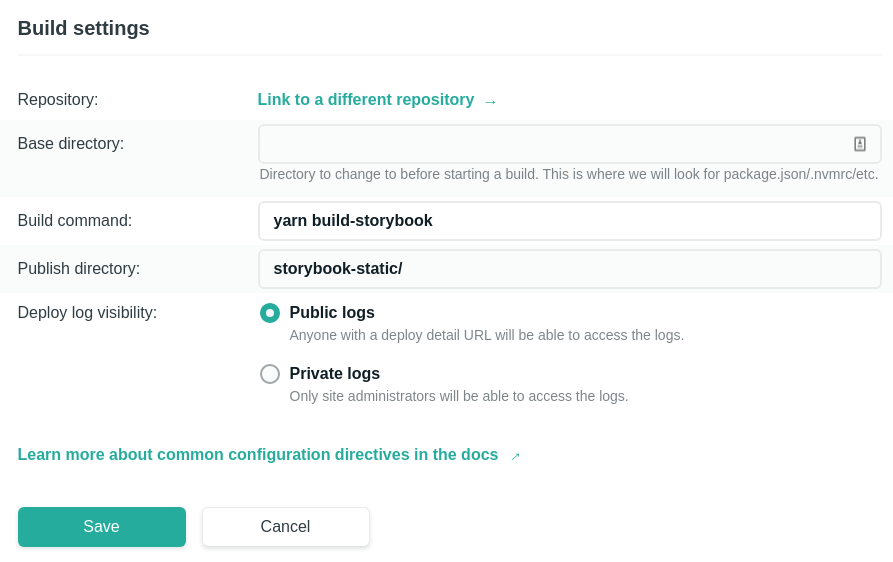 Build settings
Repository:
Link to a different repository →
Base directory:
Directory to change to before starting a build. This is where we will look for package.json/.nvmrc/etc.
Build command:
yarn build-storybook
Publish directory:
storybook-static/
Deploy log visibility:
Public logs
Anyone with a deploy detail URL will be able to access the logs.
Private logs
Only site administrators will be able to access the logs.
Learn more about common configuration directives in the docs ↗
Save
Cancel